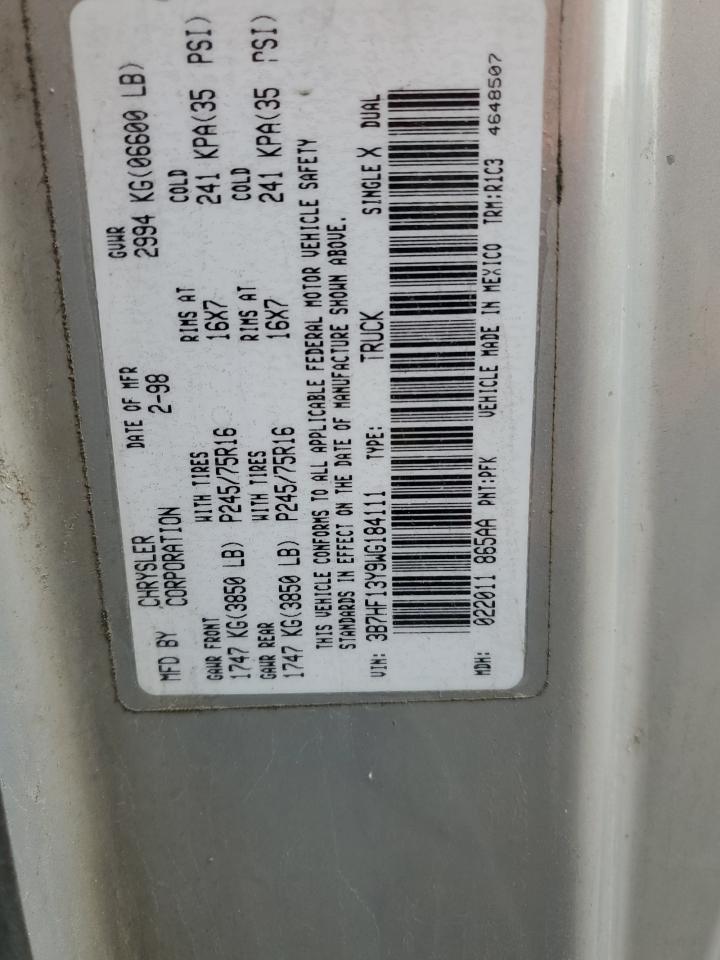 MFD BY CHRYSLER CORPORATION DATE OF MFR 2-98 GVWR 2994 KG(06600 LB)
GAWR FRONT WITH TIRES RIMS AT COLD
1747 KG(3850 LB) P245/75R16 16X7 241 KPA(35 PSI)
GAWR REAR WITH TIRES RIMS AT COLD
1747 KG(3850 LB) P245/75R16 16X7 241 KPA(35 PSI)
THIS VEHICLE CONFORMS TO ALL APPLICABLE FEDERAL MOTOR VEHICLE SAFETY
STANDARDS IN EFFECT ON THE DATE OF MANUFACTURE SHOWN ABOVE.
VIN: 3B7HF13Y9WG184111 TYPE: TRUCK SINGLE X DUAL
MDH: 022011 865AA PNT:PFK VEHICLE MADE IN MEXICO TRM:R1C3 4648507